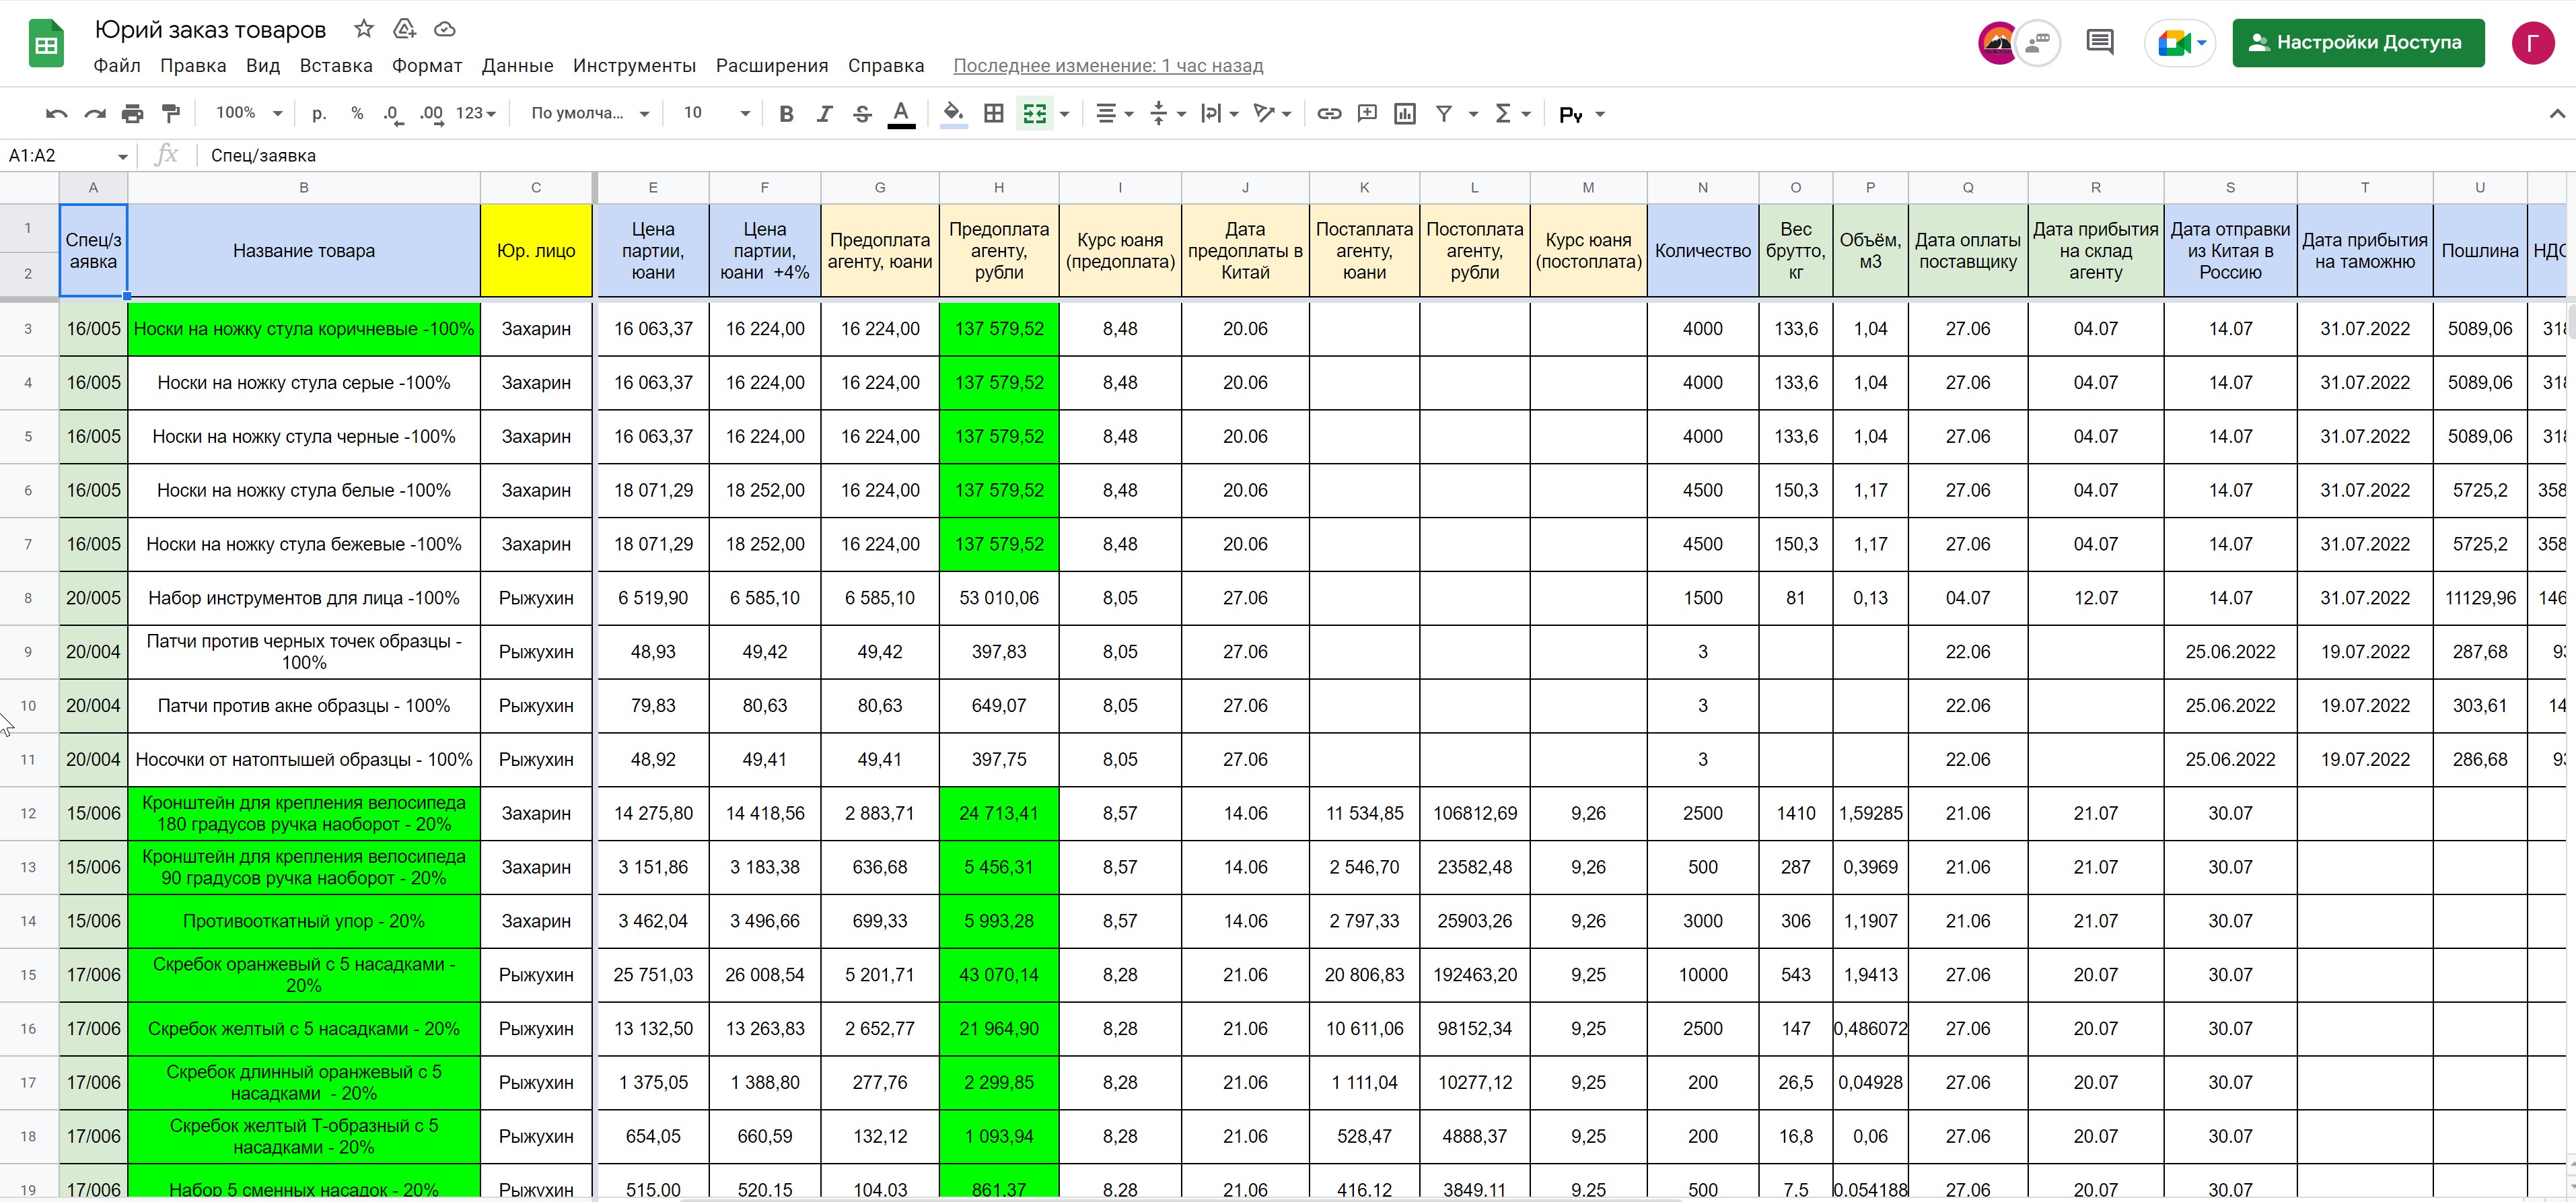 Юрий заказ товаров
Файл Правка Вид Вставка Формат Данные Инструменты Расширения Справка Последнее изменение: 1 час назад
Настройки Доступа
Г
100% р. % .0 .00 123 По умолча... 10 B I S A
A1:A2 fx Спец/заявка
A B C E F G H I J K L M N O P Q R S T U
1 2 Спец/заявка Название товара Юр. лицо Цена партии, юани Цена партии, юани +4% Предоплата агенту, юани Предоплата агенту, рубли Курс юаня (предоплата) Дата предоплаты в Китай Постаплата агенту, юани Постоплата агенту, рубли Курс юаня (постоплата) Количество Вес брутто, кг Объём, м3 Дата оплаты поставщику Дата прибытия на склад агенту Дата отправки из Китая в Россию Дата прибытия на таможню Пошлина НДС
3 16/005 Носки на ножку стула коричневые -100% Захарин 16 063,37 16 224,00 16 224,00 137 579,52 8,48 20.06 4000 133,6 1,04 27.06 04.07 14.07 31.07.2022 5089,06 318
4 16/005 Носки на ножку стула серые -100% Захарин 16 063,37 16 224,00 16 224,00 137 579,52 8,48 20.06 4000 133,6 1,04 27.06 04.07 14.07 31.07.2022 5089,06 318
5 16/005 Носки на ножку стула черные -100% Захарин 16 063,37 16 224,00 16 224,00 137 579,52 8,48 20.06 4000 133,6 1,04 27.06 04.07 14.07 31.07.2022 5089,06 318
6 16/005 Носки на ножку стула белые -100% Захарин 18 071,29 18 252,00 16 224,00 137 579,52 8,48 20.06 4500 150,3 1,17 27.06 04.07 14.07 31.07.2022 5725,2 358
7 16/005 Носки на ножку стула бежевые -100% Захарин 18 071,29 18 252,00 16 224,00 137 579,52 8,48 20.06 4500 150,3 1,17 27.06 04.07 14.07 31.07.2022 5725,2 358
8 20/005 Набор инструментов для лица -100% Рыжухин 6 519,90 6 585,10 6 585,10 53 010,06 8,05 27.06 1500 81 0,13 04.07 12.07 14.07 31.07.2022 11129,96 146
9 20/004 Патчи против черных точек образцы - 100% Рыжухин 48,93 49,42 49,42 397,83 8,05 27.06 3 22.06 25.06.2022 19.07.2022 287,68
10 20/004 Патчи против акне образцы - 100% Рыжухин 79,83 80,63 80,63 649,07 8,05 27.06 3 22.06 25.06.2022 19.07.2022 303,61 14
11 20/004 Носочки от натоптышей образцы - 100% Рыжухин 48,92 49,41 49,41 397,75 8,05 27.06 3 22.06 25.06.2022 19.07.2022 286,68
12 15/006 Кронштейн для крепления велосипеда 180 градусов ручка наоборот - 20% Захарин 14 275,80 14 418,56 2 883,71 24 713,41 8,57 14.06 11 534,85 106812,69 9,26 2500 1410 1,59285 21.06 21.07 30.07
13 15/006 Кронштейн для крепления велосипеда 90 градусов ручка наоборот - 20% Захарин 3 151,86 3 183,38 636,68 5 456,31 8,57 14.06 2 546,70 23582,48 9,26 500 287 0,3969 21.06 21.07 30.07
14 15/006 Противооткатный упор - 20% Захарин 3 462,04 3 496,66 699,33 5 993,28 8,57 14.06 2 797,33 25903,26 9,26 3000 306 1,1907 21.06 21.07 30.07
15 17/006 Скребок оранжевый с 5 насадками - 20% Рыжухин 25 751,03 26 008,54 5 201,71 43 070,14 8,28 21.06 20 806,83 192463,20 9,25 10000 543 1,9413 27.06 20.07 30.07
16 17/006 Скребок желтый с 5 насадками - 20% Рыжухин 13 132,50 13 263,83 2 652,77 21 964,90 8,28 21.06 10 611,06 98152,34 9,25 2500 147 0,486072 27.06 20.07 30.07
17 17/006 Скребок длинный оранжевый с 5 насадками - 20% Рыжухин 1 375,05 1 388,80 277,76 2 299,85 8,28 21.06 1 111,04 10277,12 9,25 200 26,5 0,04928 27.06 20.07 30.07
18 17/006 Скребок желтый Т-образный с 5 насадками - 20% Рыжухин 654,05 660,59 132,12 1 093,94 8,28 21.06 528,47 4888,37 9,25 200 16,8 0,06 27.06 20.07 30.07
19 17/006 Набор 5 сменных насадок - 20% Рыжухин 515,00 520,15 104,03 861,37 8,28 21.06 416,12 3849,11 9,25 500 7,5 0,054188 27.06 20.07 30.07